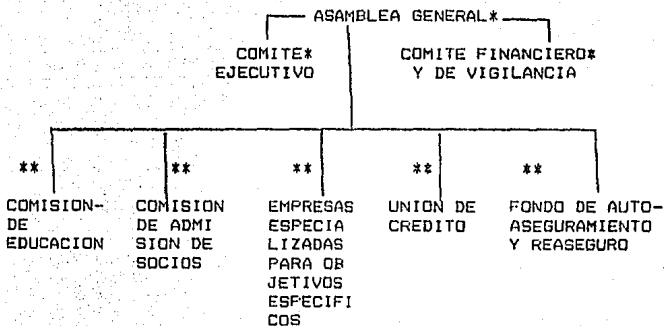 ASAMBLEA GENERAL*
COMITE*
EJECUTIVO
COMITE FINANCIERO*
Y DE VIGILANCIA
**
**
**
**
**
COMISION-
DE
EDUCACION
COMISION
DE ADMI
SION DE
SOCIOS
EMPRESAS
ESPECIA
LIZADAS
PARA OB
JETIVOS
ESPECIFI
COS
UNION DE
CREDITO
FONDO DE AUTO-
ASEGURAMIENTO
Y REASEGURO